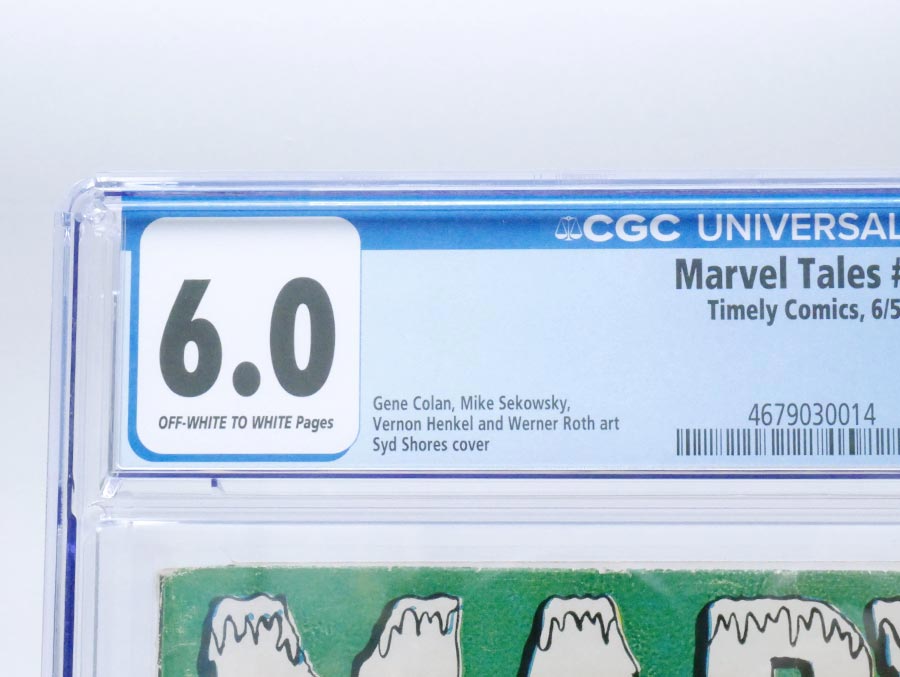 CGC UNIVERSAL
6.0
OFF-WHITE TO WHITE Pages
Marvel Tales #
Timely Comics, 6/5
Gene Colan, Mike Sekowsky,
Vernon Henkel and Werner Roth art
Syd Shores cover
4679030014